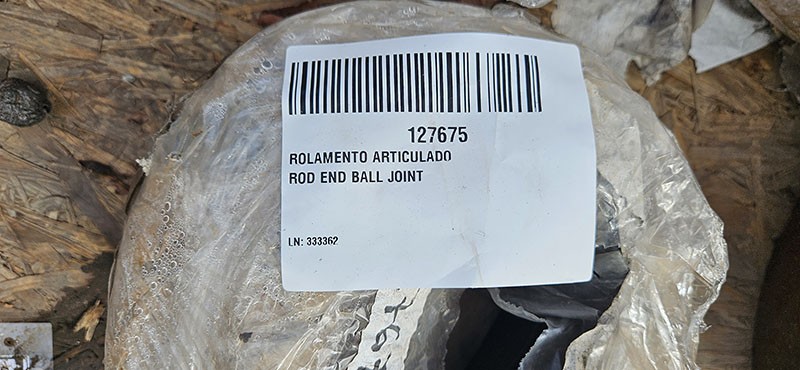 127675
ROLAMENTO ARTICULADO
ROD END BALL JOINT
LN: 333362